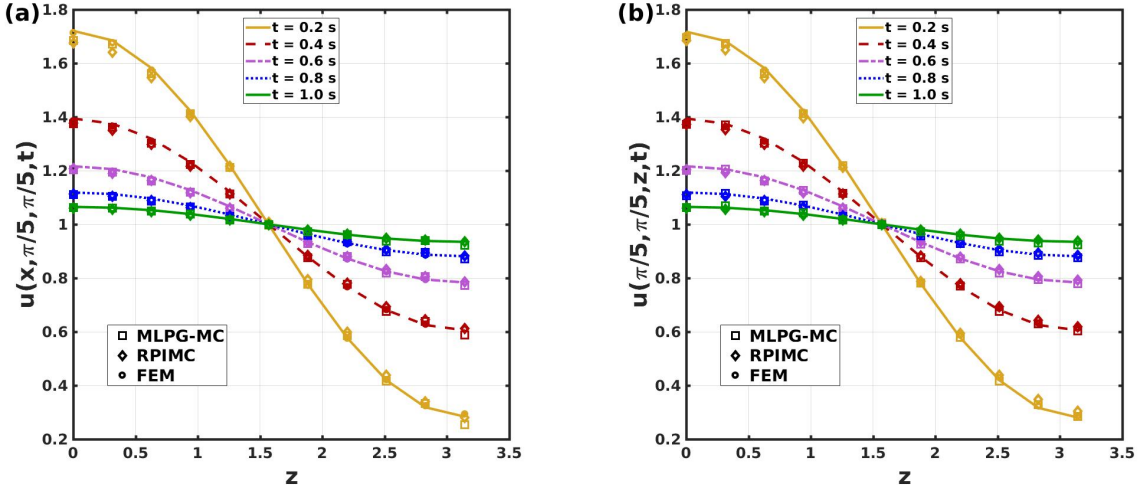 (a)
1.8
1.6
1.4
1.2
1
0.8
0.6
0.4
0.2
u(x,π/5,π/5,t)
t = 0.2 s
t = 0.4 s
t = 0.6 s
t = 0.8 s
t = 1.0 s
MLPG-MC
RPIMC
FEM
0 0.5 1 1.5 2 2.5 3 3.5
z
(b)
1.8
1.6
1.4
1.2
1
0.8
0.6
0.4
0.2
u(π/5,π/5,z,t)
t = 0.2 s
t = 0.4 s
t = 0.6 s
t = 0.8 s
t = 1.0 s
MLPG-MC
RPIMC
FEM
0 0.5 1 1.5 2 2.5 3 3.5
z